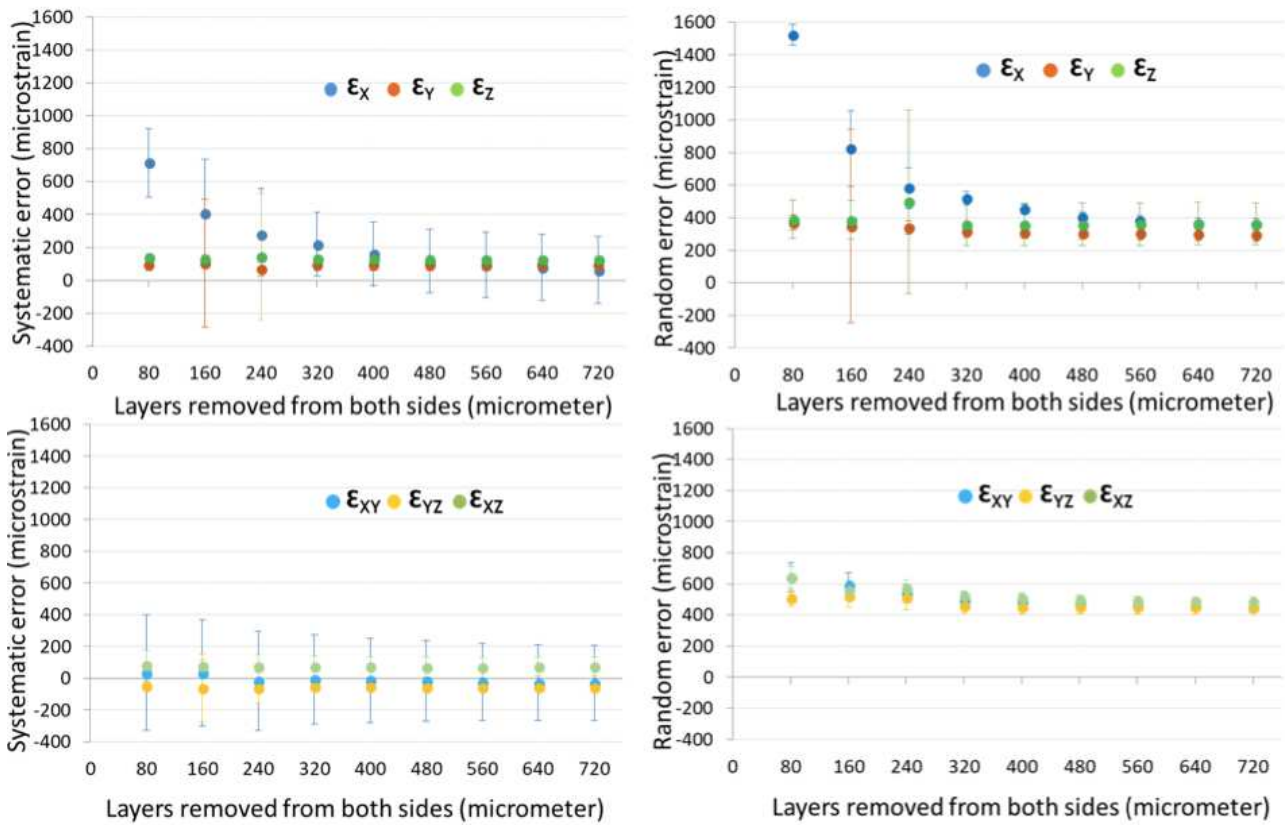 Systematic error (microstrain)
1600
1400
1200
1000
800
600
400
200
0
-200
-400
εX εY εZ
0 80 160 240 320 400 480 560 640 720
Layers removed from both sides (micrometer)
Random error (microstrain)
1600
1400
1200
1000
800
600
400
200
0
-200
-400
εX εY εZ
0 80 160 240 320 400 480 560 640 720
Layers removed from both sides (micrometer)
Systematic error (microstrain)
1600
1400
1200
1000
800
600
400
200
0
-200
-400
εXY εYZ εXZ
0 80 160 240 320 400 480 560 640 720
Layers removed from both sides (micrometer)
Random error (microstrain)
1600
1400
1200
1000
800
600
400
200
0
-200
-400
εXY εYZ εXZ
0 80 160 240 320 400 480 560 640 720
Layers removed from both sides (micrometer)